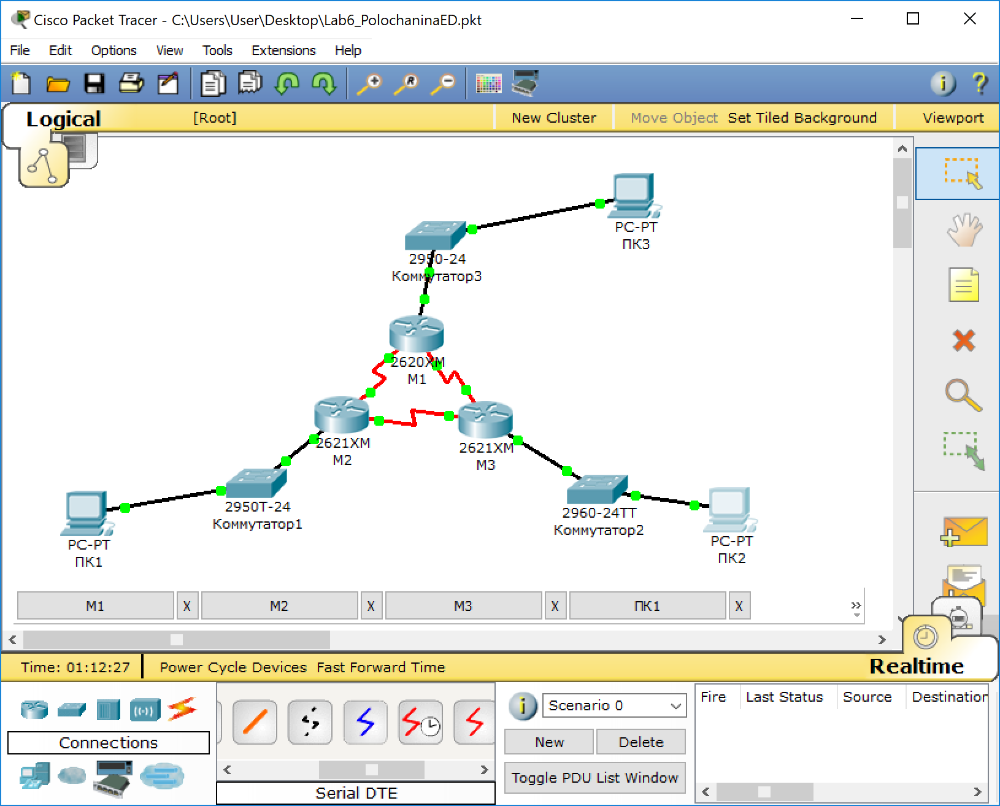 Cisco Packet Tracer - C:\Users\User\Desktop\Lab6_PolochaninaED.pkt
File Edit Options View Tools Extensions Help
Logical [Root] New Cluster Move Object Set Tiled Background Viewport
PC-PT
ПК3
2950-24
Коммутатор3
2620XM
M1
2621XM
M2
2621XM
M3
2950T-24
Коммутатор1
2960-24TT
Коммутатор2
PC-PT
ПК1
PC-PT
ПК2
M1 X M2 X M3 X ПК1 X
Time: 01:12:27 Power Cycle Devices Fast Forward Time Realtime
Connections
Serial DTE
Scenario 0
New Delete
Toggle PDU List Window
Fire Last Status Source Destination